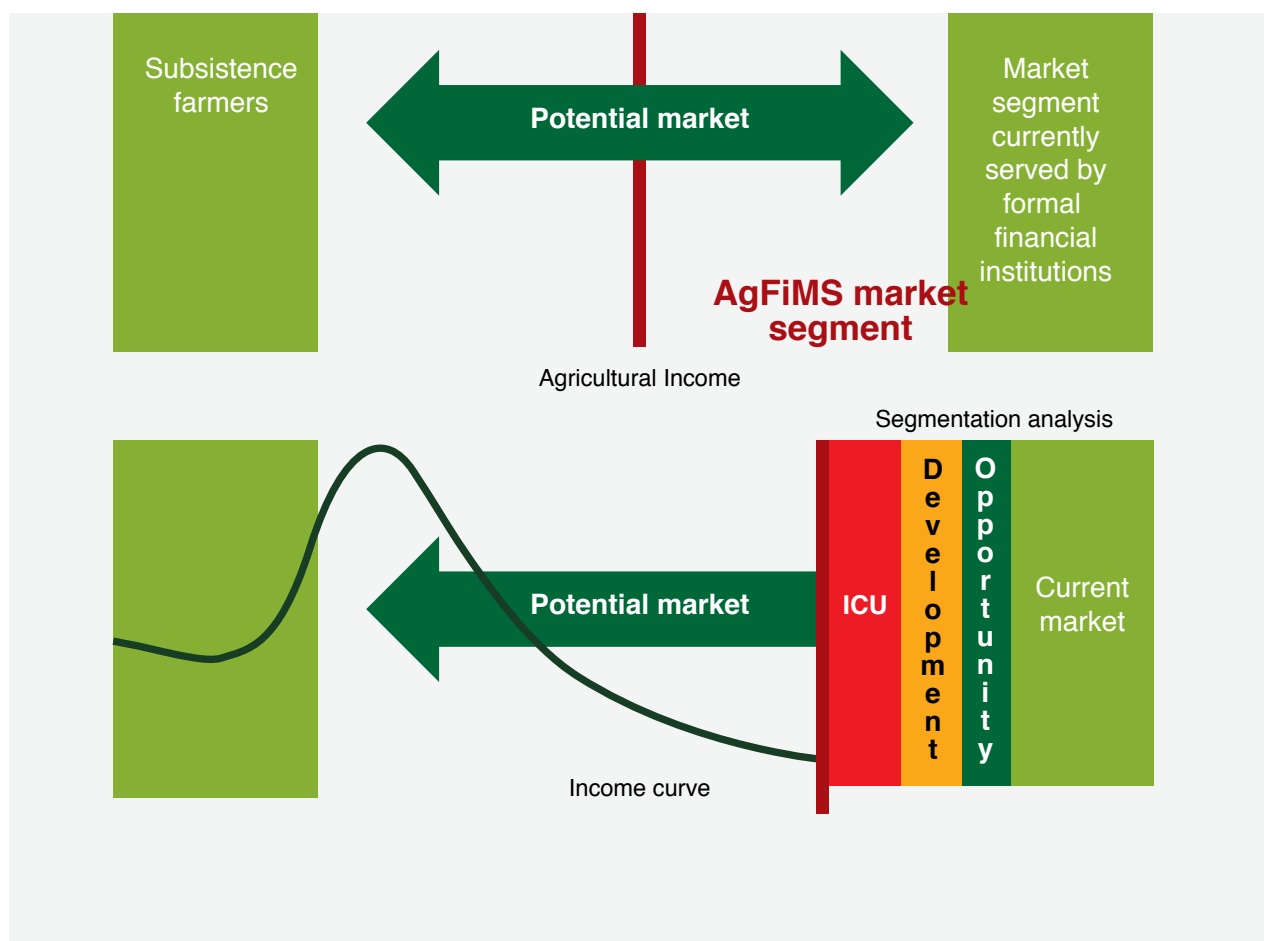 Subsistence
farmers
Potential market
Market
segment
currently
served by
formal
financial
institutions
AgFiMS market
segment
Agricultural Income
Segmentation analysis
Potential market
ICU
Development
Opportunity
Current
market
Income curve